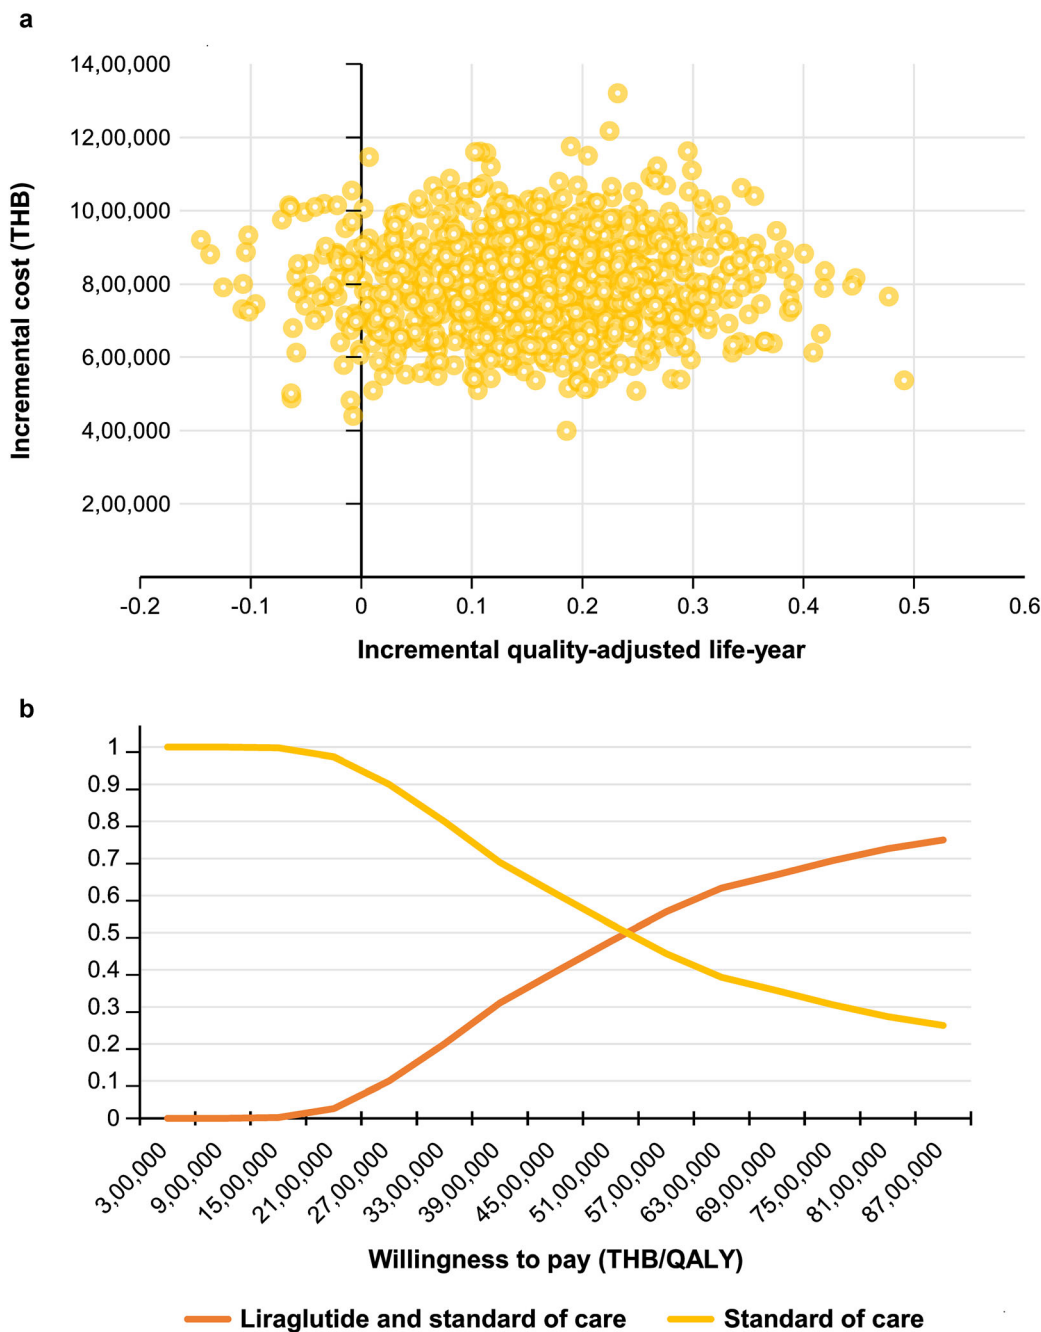 a
Incremental cost (THB)
14,00,000
12,00,000
10,00,000
8,00,000
6,00,000
4,00,000
2,00,000
-0.2 -0.1 0 0.1 0.2 0.3 0.4 0.5 0.6
Incremental quality-adjusted life-year
b
1
0.9
0.8
0.7
0.6
0.5
0.4
0.3
0.2
0.1
0
3,00,000 9,00,000 15,00,000 21,00,000 27,00,000 33,00,000 39,00,000 45,00,000 51,00,000 57,00,000 63,00,000 69,00,000 75,00,000 81,00,000 87,00,000
Willingness to pay (THB/QALY)
Liraglutide and standard of care Standard of care